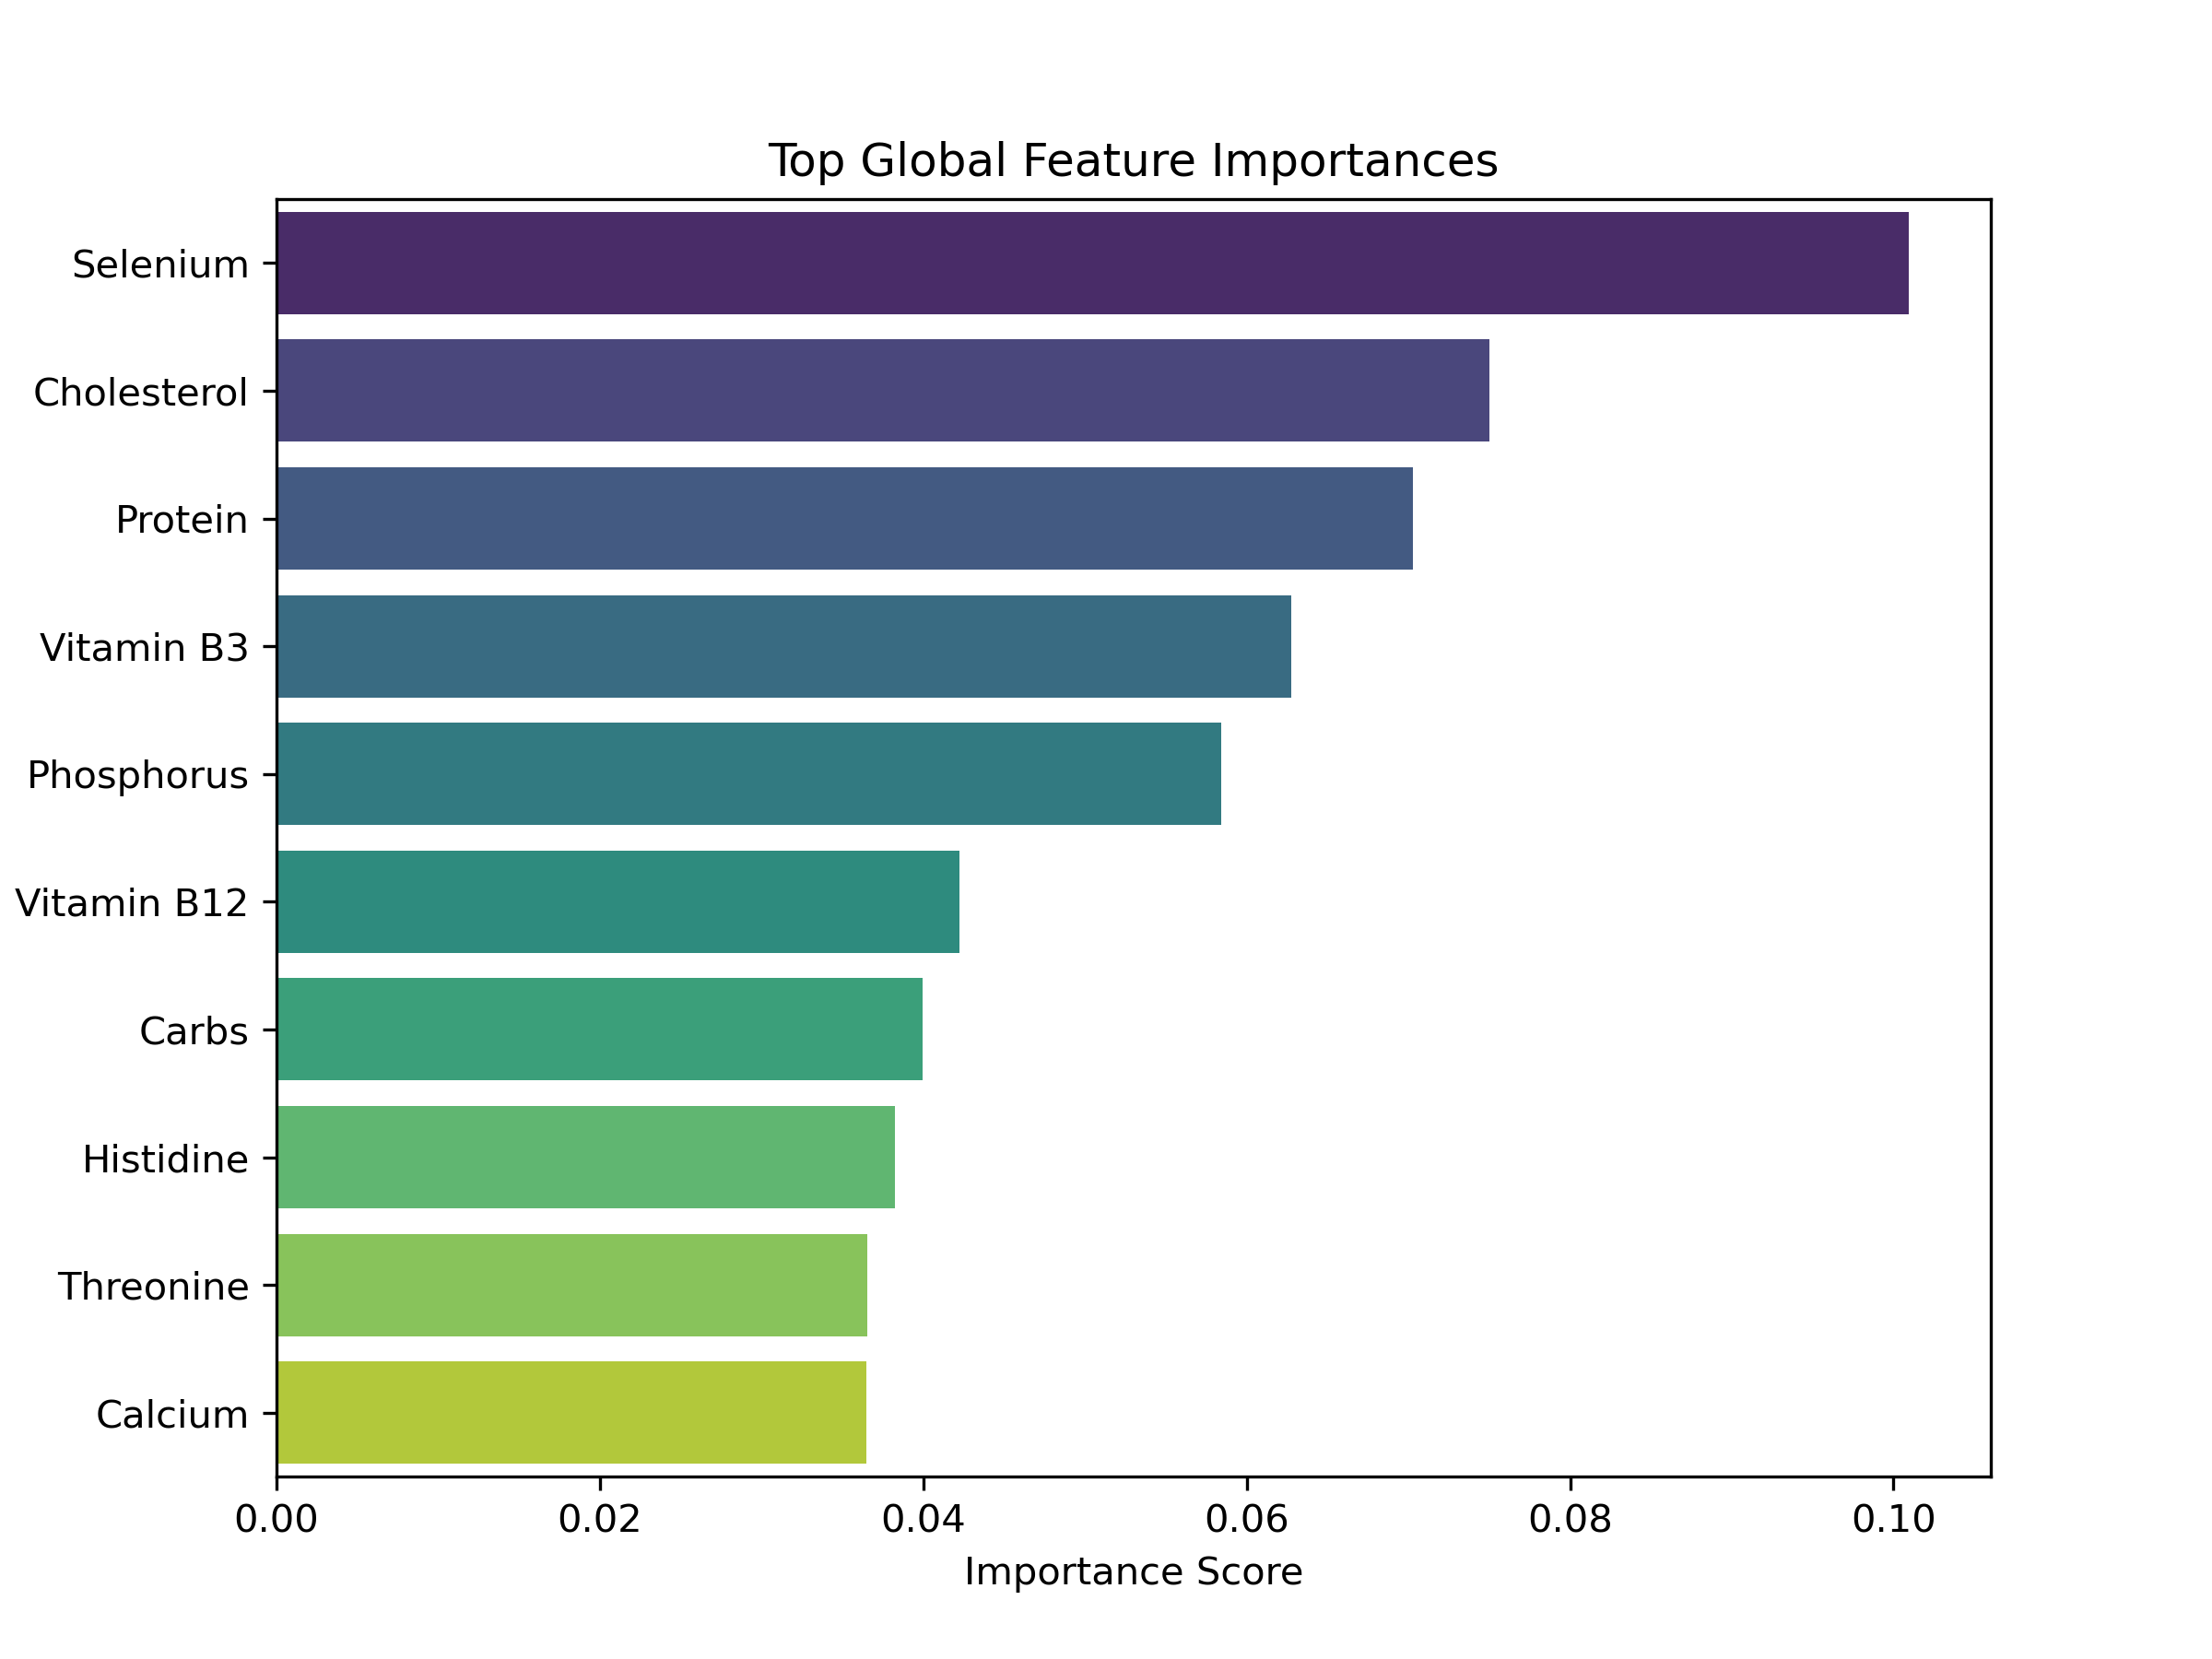 Top Global Feature Importances
Selenium
Cholesterol
Protein
Vitamin B3
Phosphorus
Vitamin B12
Carbs
Histidine
Threonine
Calcium
0.00 0.02 0.04 0.06 0.08 0.10
Importance Score